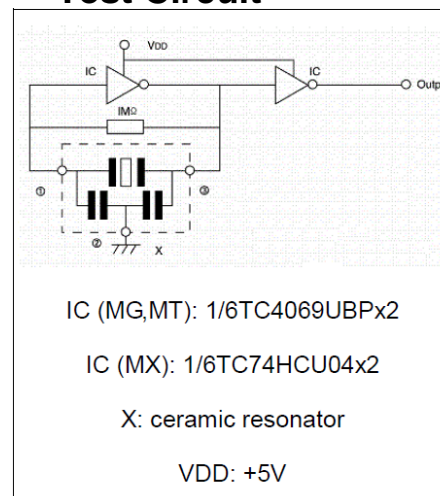 Test Circuit
VDD
IC
IC
Outp
IMΩ
①
③
②
X
IC (MG,MT): 1/6TC4069UBPx2
IC (MX): 1/6TC74HCU04x2
X: ceramic resonator
VDD: +5V